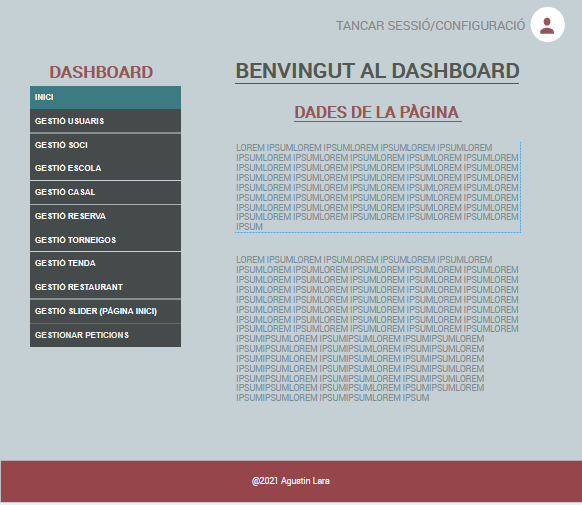 TANCAR SESSIÓ/CONFIGURACIÓ
DASHBOARD
INICI
GESTIÓ USUARIS
GESTIÓ SOCI
GESTIÓ ESCOLA
GESTIÓ CASAL
GESTIÓ RESERVA
GESTIÓ TORNEIGOS
GESTIÓ TENDA
GESTIÓ RESTAURANT
GESTIÓ SLIDER (PÁGINA INICI)
GESTIONAR PETICIONS
BENVINGUT AL DASHBOARD
DADES DE LA PÀGINA
LOREM IPSUMLOREM IPSUMLOREM IPSUMLOREM IPSUMLOREM
IPSUMLOREM IPSUMLOREM IPSUMLOREM IPSUMLOREM IPSUMLOREM
IPSUMLOREM IPSUMLOREM IPSUMLOREM IPSUMLOREM IPSUMLOREM
IPSUMLOREM IPSUMLOREM IPSUMLOREM IPSUMLOREM IPSUMLOREM
IPSUMLOREM IPSUMLOREM IPSUMLOREM IPSUMLOREM IPSUMLOREM
IPSUMLOREM IPSUMLOREM IPSUMLOREM IPSUMLOREM IPSUMLOREM
IPSUMLOREM IPSUMLOREM IPSUMLOREM IPSUMLOREM IPSUMLOREM
IPSUMLOREM IPSUMLOREM IPSUMLOREM IPSUMLOREM IPSUMLOREM
IPSUM
LOREM IPSUMLOREM IPSUMLOREM IPSUMLOREM IPSUMLOREM
IPSUMLOREM IPSUMLOREM IPSUMLOREM IPSUMLOREM IPSUMLOREM
IPSUMLOREM IPSUMLOREM IPSUMLOREM IPSUMLOREM IPSUMLOREM
IPSUMLOREM IPSUMLOREM IPSUMLOREM IPSUMLOREM IPSUMLOREM
IPSUMLOREM IPSUMLOREM IPSUMLOREM IPSUMLOREM IPSUMLOREM
IPSUMLOREM IPSUMLOREM IPSUMLOREM IPSUMLOREM IPSUMLOREM
IPSUMLOREM IPSUMLOREM IPSUMLOREM IPSUMLOREM IPSUMLOREM
IPSUMLOREM IPSUMLOREM IPSUMLOREM IPSUMLOREM IPSUMLOREM
IPSUMIPSUMLOREM IPSUMIPSUMLOREM IPSUMIPSUMLOREM
IPSUMIPSUMLOREM IPSUMIPSUMLOREM IPSUMIPSUMLOREM
IPSUMIPSUMLOREM IPSUMIPSUMLOREM IPSUMIPSUMLOREM
IPSUMIPSUMLOREM IPSUMIPSUMLOREM IPSUMIPSUMLOREM
IPSUMIPSUMLOREM IPSUMIPSUMLOREM IPSUMIPSUMLOREM
IPSUMIPSUMLOREM IPSUMIPSUMLOREM IPSUMIPSUMLOREM
IPSUMIPSUMLOREM IPSUMIPSUMLOREM IPSUM
@2021 Agustin Lara